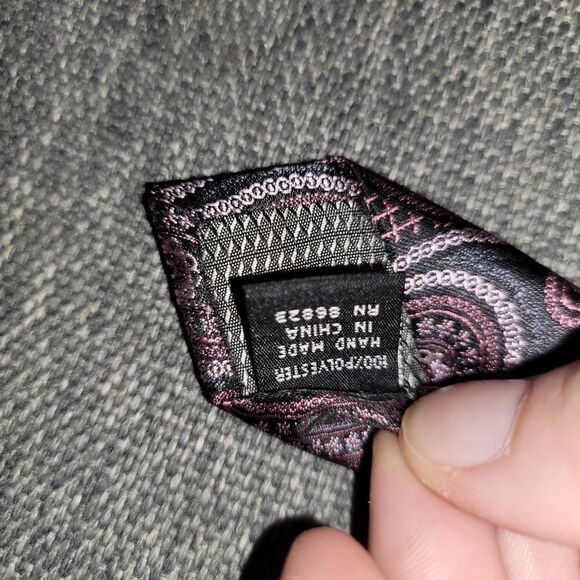 100%POLYESTER
HAND MADE
IN CHINA
RN 86823